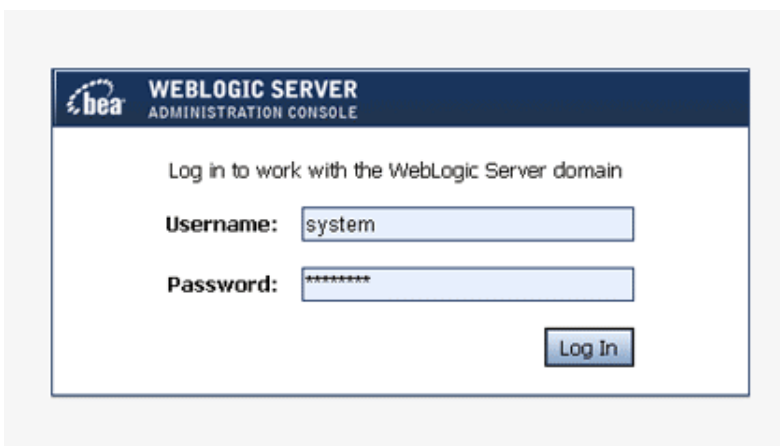 bea
WEBLOGIC SERVER
ADMINISTRATION CONSOLE
Log in to work with the WebLogic Server domain
Username: system
Password: ********
Log In